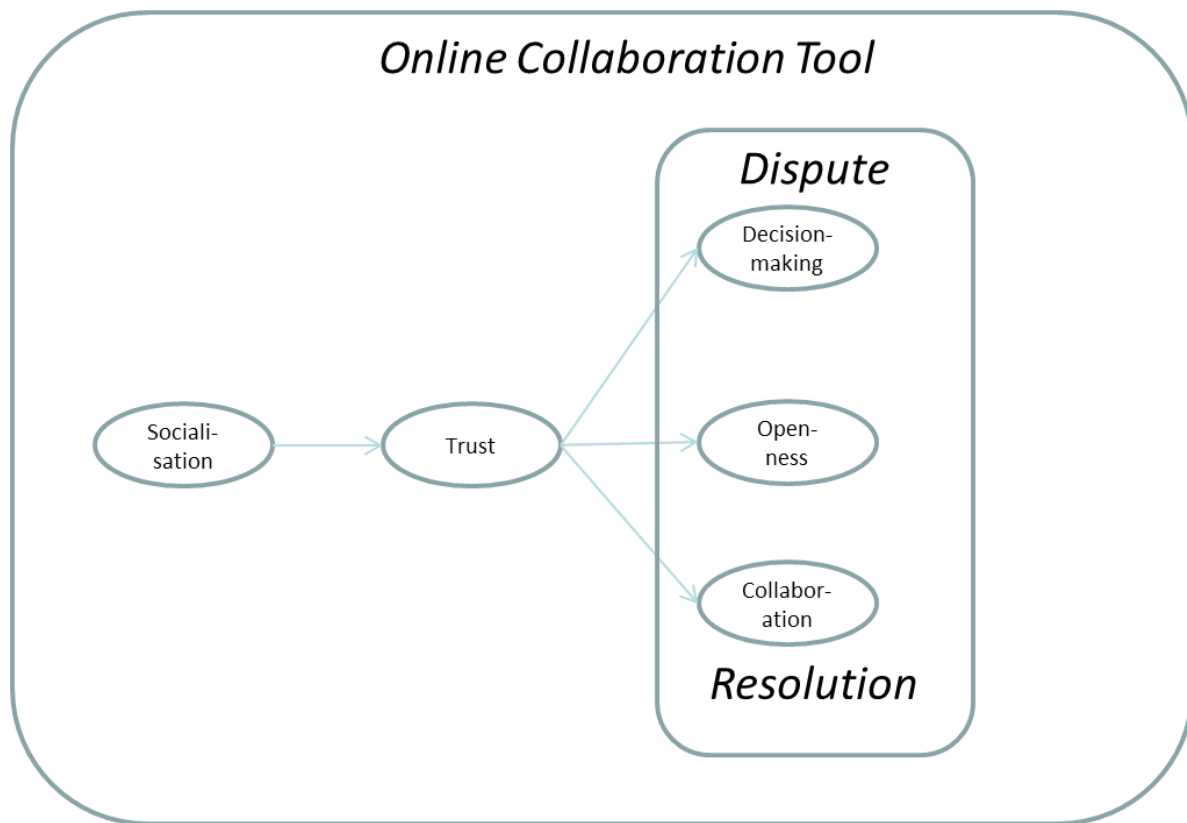 Online Collaboration Tool
Dispute
Decision-
making
Sociali-
sation
Trust
Open-
ness
Collabor-
ation
Resolution